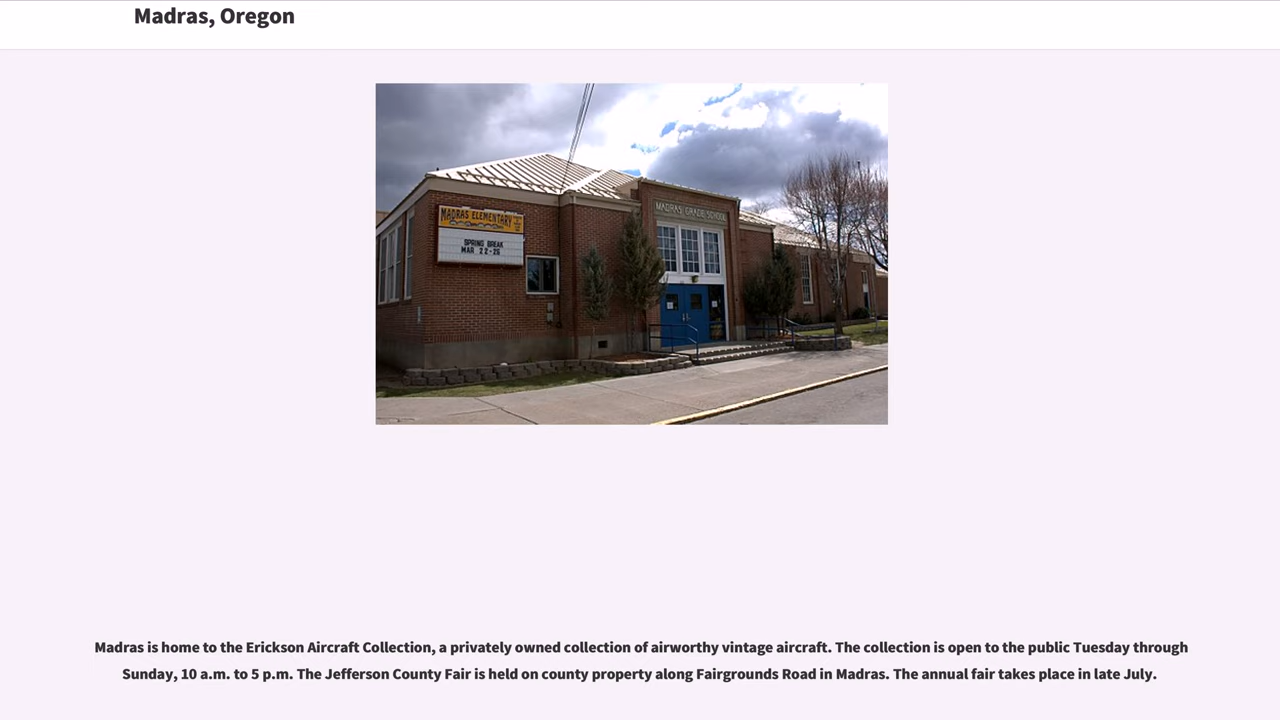 Madras, Oregon
MADRAS ELEMENTARY
SPRING BREAK
MAR 22-26
MADRAS GRADE SCHOOL
Madras is home to the Erickson Aircraft Collection, a privately owned collection of airworthy vintage aircraft. The collection is open to the public Tuesday through
Sunday, 10 a.m. to 5 p.m. The Jefferson County Fair is held on county property along Fairgrounds Road in Madras. The annual fair takes place in late July.